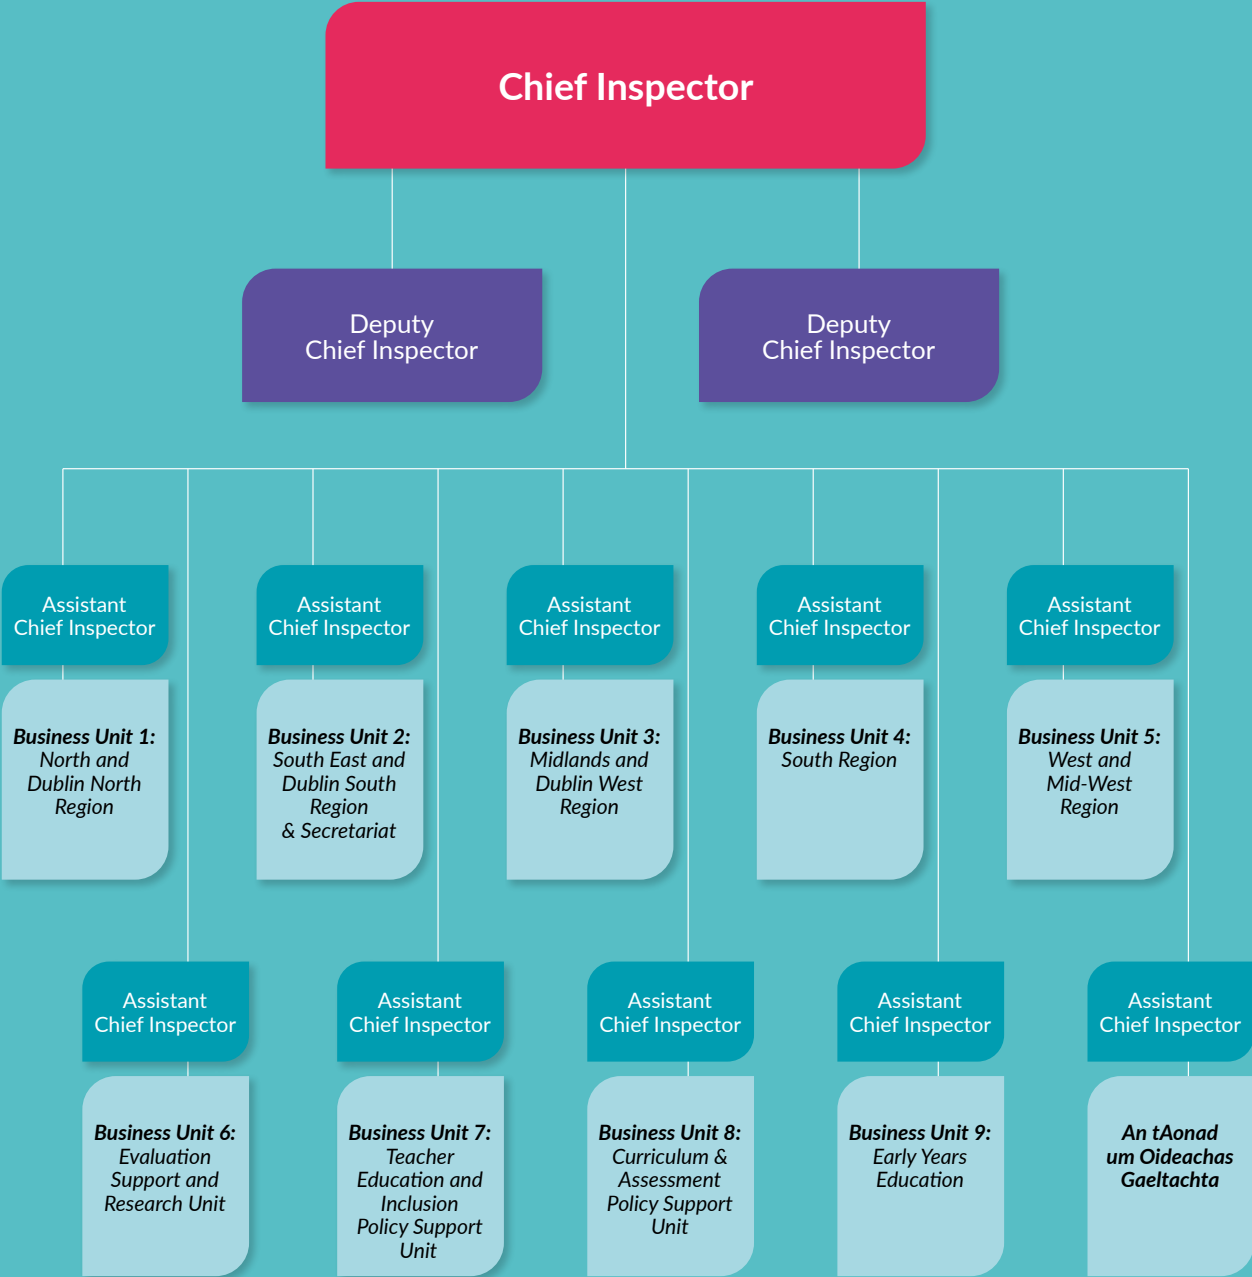 Chief Inspector
Deputy
Chief Inspector
Deputy
Chief Inspector
Assistant
Chief Inspector
Business Unit 1:
North and
Dublin North
Region
Assistant
Chief Inspector
Business Unit 2:
South East and
Dublin South
Region
& Secretariat
Assistant
Chief Inspector
Business Unit 3:
Midlands and
Dublin West
Region
Assistant
Chief Inspector
Business Unit 4:
South Region
Assistant
Chief Inspector
Business Unit 5:
West and
Mid-West
Region
Assistant
Chief Inspector
Business Unit 6:
Evaluation
Support and
Research Unit
Assistant
Chief Inspector
Business Unit 7:
Teacher
Education and
Inclusion
Policy Support
Unit
Assistant
Chief Inspector
Business Unit 8:
Curriculum &
Assessment
Policy Support
Unit
Assistant
Chief Inspector
Business Unit 9:
Early Years
Education
Assistant
Chief Inspector
An tAonad
um Oideachas
Gaeltachta